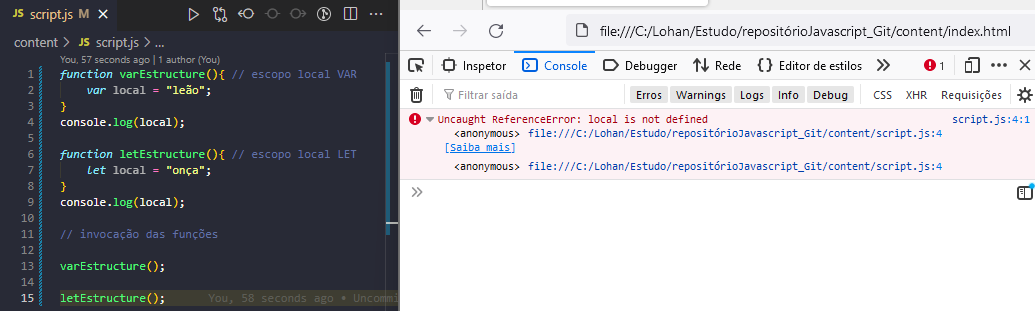 JS script.js M
content > JS script.js > ...
You, 57 seconds ago | 1 author (You)
1 function varEstructure(){ // escopo local VAR
2 var local = "leão";
3 }
4 console.log(local);
5
6 function letEstructure(){ // escopo local LET
7 let local = "onça";
8 }
9 console.log(local);
10
11 // invocação das funções
12
13 varEstructure();
14
15 letEstructure(); You, 58 seconds ago • Uncommi
file:///C:/Lohan/Estudo/repositórioJavascript_Git/content/index.html
Inspetor Console Debugger Rede Editor de estilos 1
Filtrar saída Erros Warnings Logs Info Debug CSS XHR Requisições
Uncaught ReferenceError: local is not defined script.js:4:1
<anonymous> file:///C:/Lohan/Estudo/repositórioJavascript_Git/content/script.js:4
[Saiba mais]
<anonymous> file:///C:/Lohan/Estudo/repositórioJavascript_Git/content/script.js:4